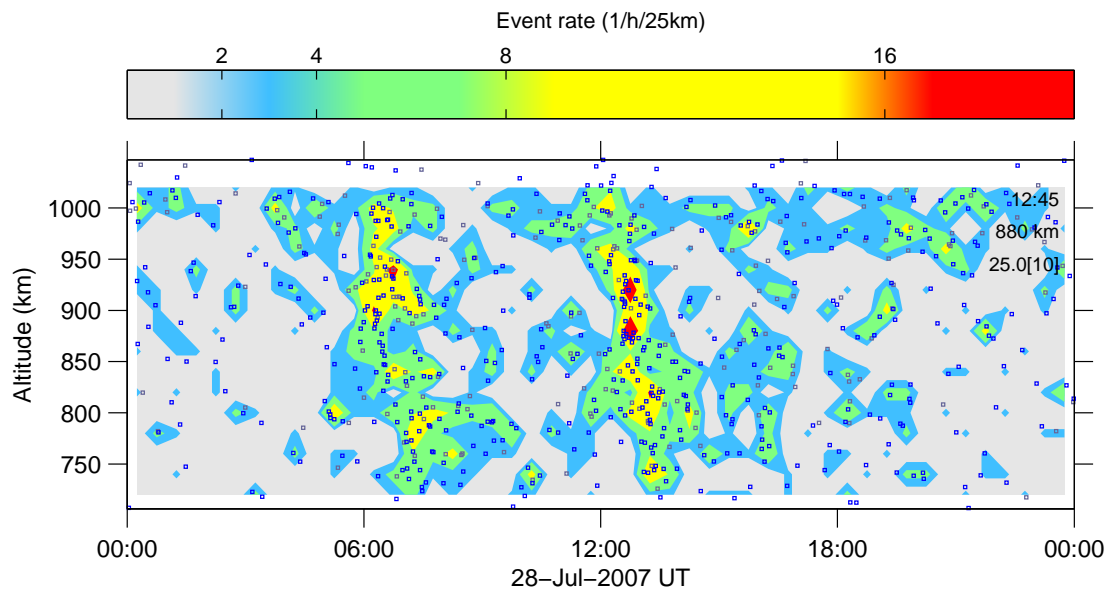 Event rate (1/h/25km)
2 4 8 16
Altitude (km)
1000
950
900
850
800
750
12:45
880 km
25.0[10]
00:00 06:00 12:00 18:00 00:00
28−Jul−2007 UT